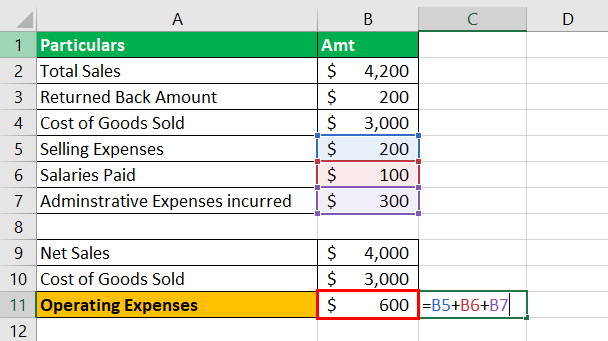 A B C D
1 Particulars Amt
2 Total Sales $ 4,200
3 Returned Back Amount $ 200
4 Cost of Goods Sold $ 3,000
5 Selling Expenses $ 200
6 Salaries Paid $ 100
7 Adminstrative Expenses incurred $ 300
8
9 Net Sales $ 4,000
10 Cost of Goods Sold $ 3,000
11 Operating Expenses $ 600 =B5+B6+B7
12